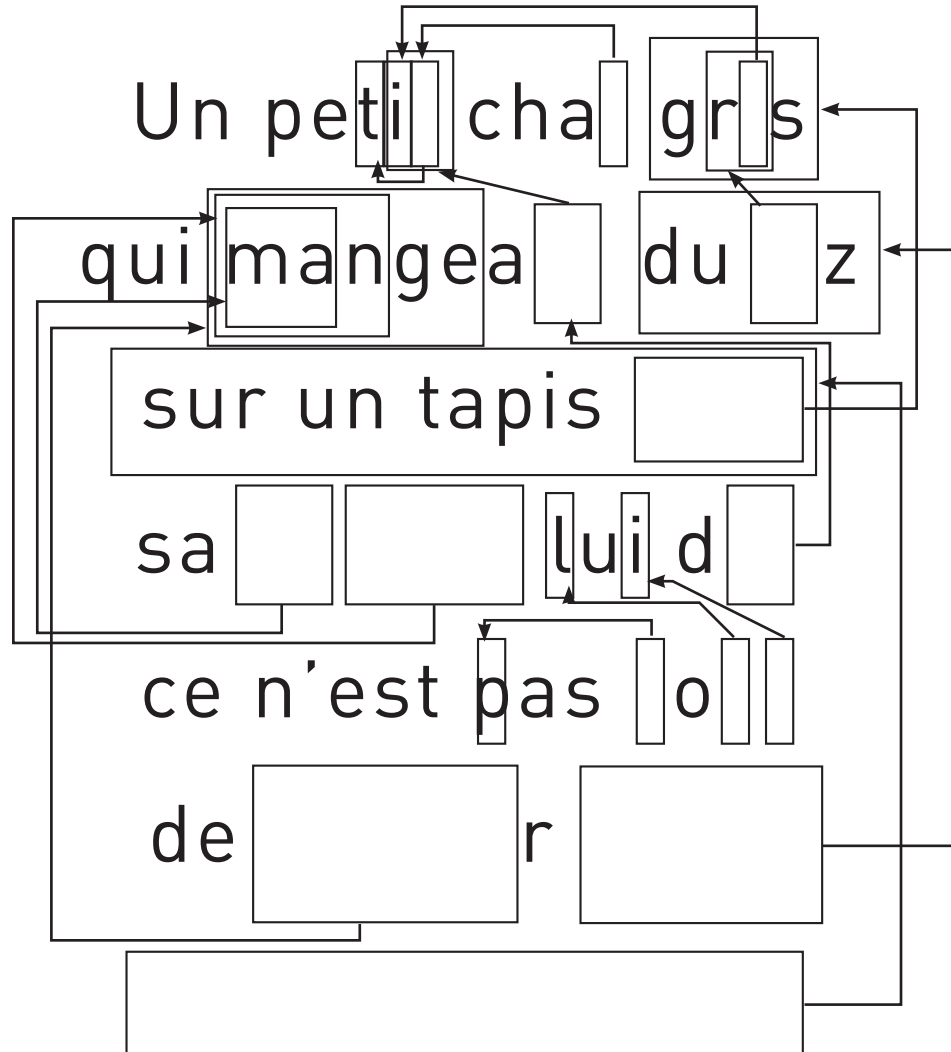 Un peti cha gr s
qui mangea du z
sur un tapis
sa lui d
ce n'est pas o
de r